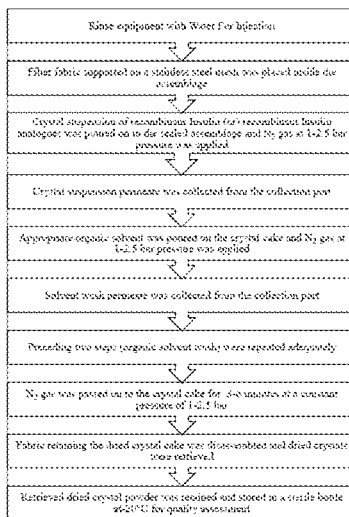 Rinse equipment with Water For Injection
Fiber fabric supported on a stainless steel mesh was placed inside the
assemblage
Crystal suspension of recombinant Insulin (or) recombinant Insulin
analogues was poured on to the sealed assemblage and N2 gas at 1-2.5 bar
pressure was applied
Crystal suspension permeate was collected from the collection port
Appropriate organic solvent was poured on the crystal cake and N2 gas at
1-2.5 bar pressure was applied
Solvent wash permeate was collected from the collection port
Preceding two steps (organic solvent wash) were repeated adequately
N2 gas was passed on to the crystal cake for minutes at a constant
pressure of 1-2.5 bar
Fabric retaining the dried crystal cake was disassembled and dried crystals
were retrieved
Retrieved dried crystal powder was retained and stored in a sterile bottle
at -20°C for quality assessment